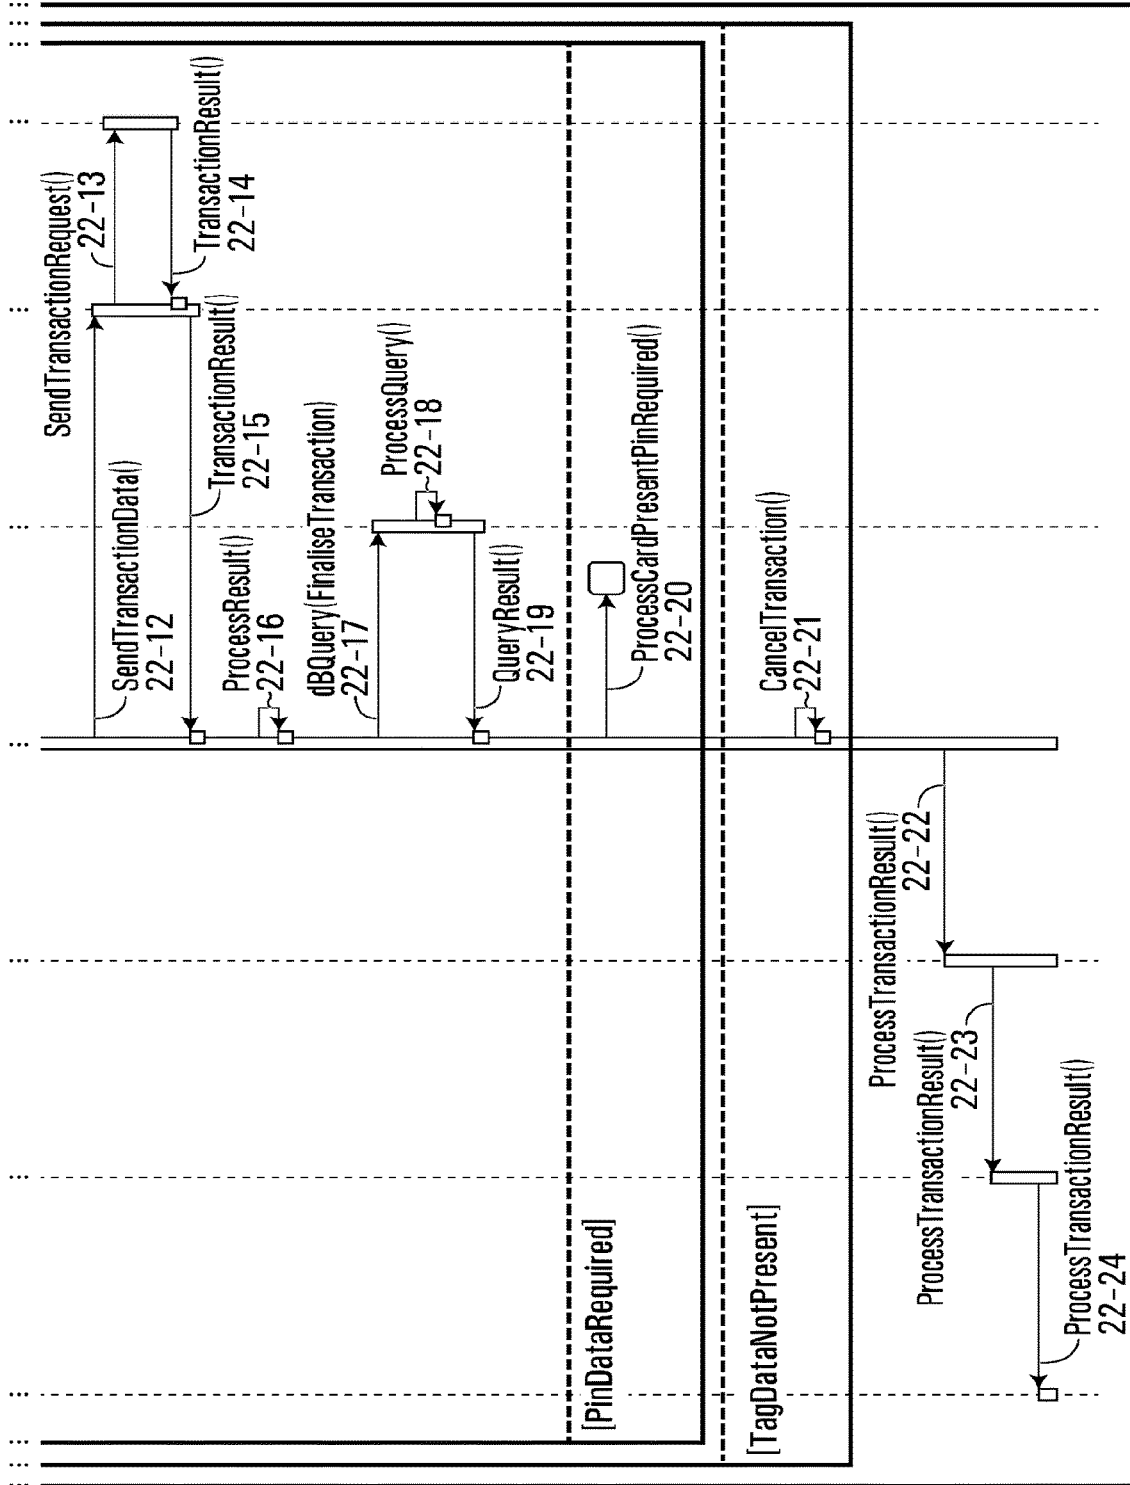 SendTransactionData()
22-12
SendTransactionRequest()
22-13
TransactionResult()
22-14
TransactionResult()
22-15
ProcessResult()
22-16
dBQuery(FinaliseTransaction)
22-17
ProcessQuery()
22-18
QueryResult()
22-19
[PinDataRequired]
ProcessCardPresentPinRequired()
22-20
[TagDataNotPresent]
CancelTransaction()
22-21
ProcessTransactionResult()
22-22
ProcessTransactionResult()
22-23
ProcessTransactionResult()
22-24